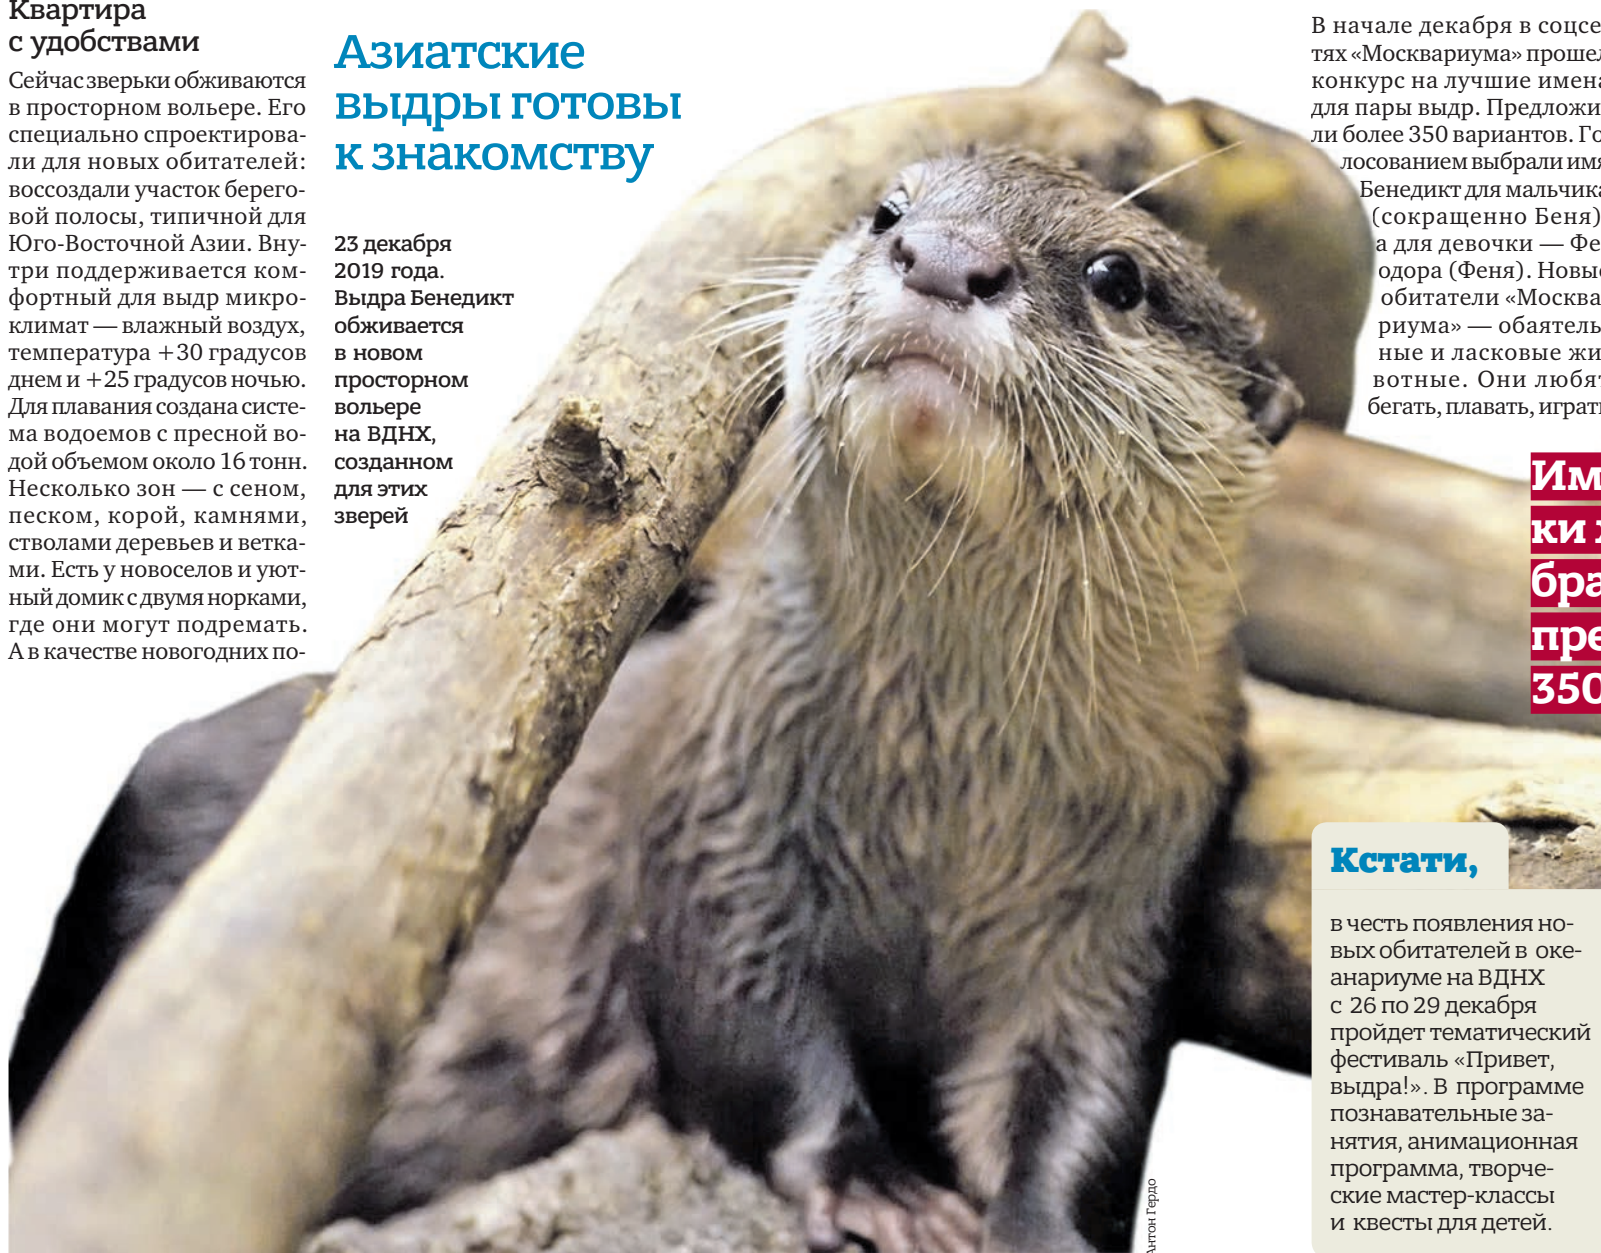 Квартира
с удобствами
Сейчас зверьки обживаются
в просторном вольере. Его
специально спроектирова-
ли для новых обитателей:
воссоздали участок берего-
вой полосы, типичной для
Юго-Восточной Азии. Вну-
три поддерживается ком-
фортный для выдр микро-
климат — влажный воздух,
температура +30 градусов
днем и +25 градусов ночью.
Для плавания создана систе-
ма водоемов с пресной во-
дой объемом около 16 тонн.
Несколько зон — с сеном,
песком, корой, камнями,
стволами деревьев и ветка-
ми. Есть у новоселов и уют-
ный домик с двумя норками,
где они могут подремать.
А в качестве новогодних по-
Азиатские
выдры готовы
к знакомству
23 декабря
2019 года.
Выдра Бенедикт
обживается
в новом
просторном
вольере
на ВДНХ,
созданном
для этих
зверей
В начале декабря в соцсе
тях «Москвариума» прошел
конкурс на лучшие имена
для пары выдр. Предложи
ли более 350 вариантов. Го
лосованием выбрали имя
Бенедикт для мальчика
(сокращенно Беня)
а для девочки — Фе
одора (Феня). Новые
обитатели «Москва
риума» — обаятель
ные и ласковые жи
вотные. Они любят
бегать, плавать, играть
Им
ки
бра
пре
350
Кстати,
в честь появления но-
вых обитателей в оке-
анариуме на ВДНХ
с 26 по 29 декабря
пройдет тематический
фестиваль «Привет,
выдра!». В программе
познавательные за-
нятия, анимационная
программа, творче-
ские мастер-классы
и квесты для детей.
Антон Гердо